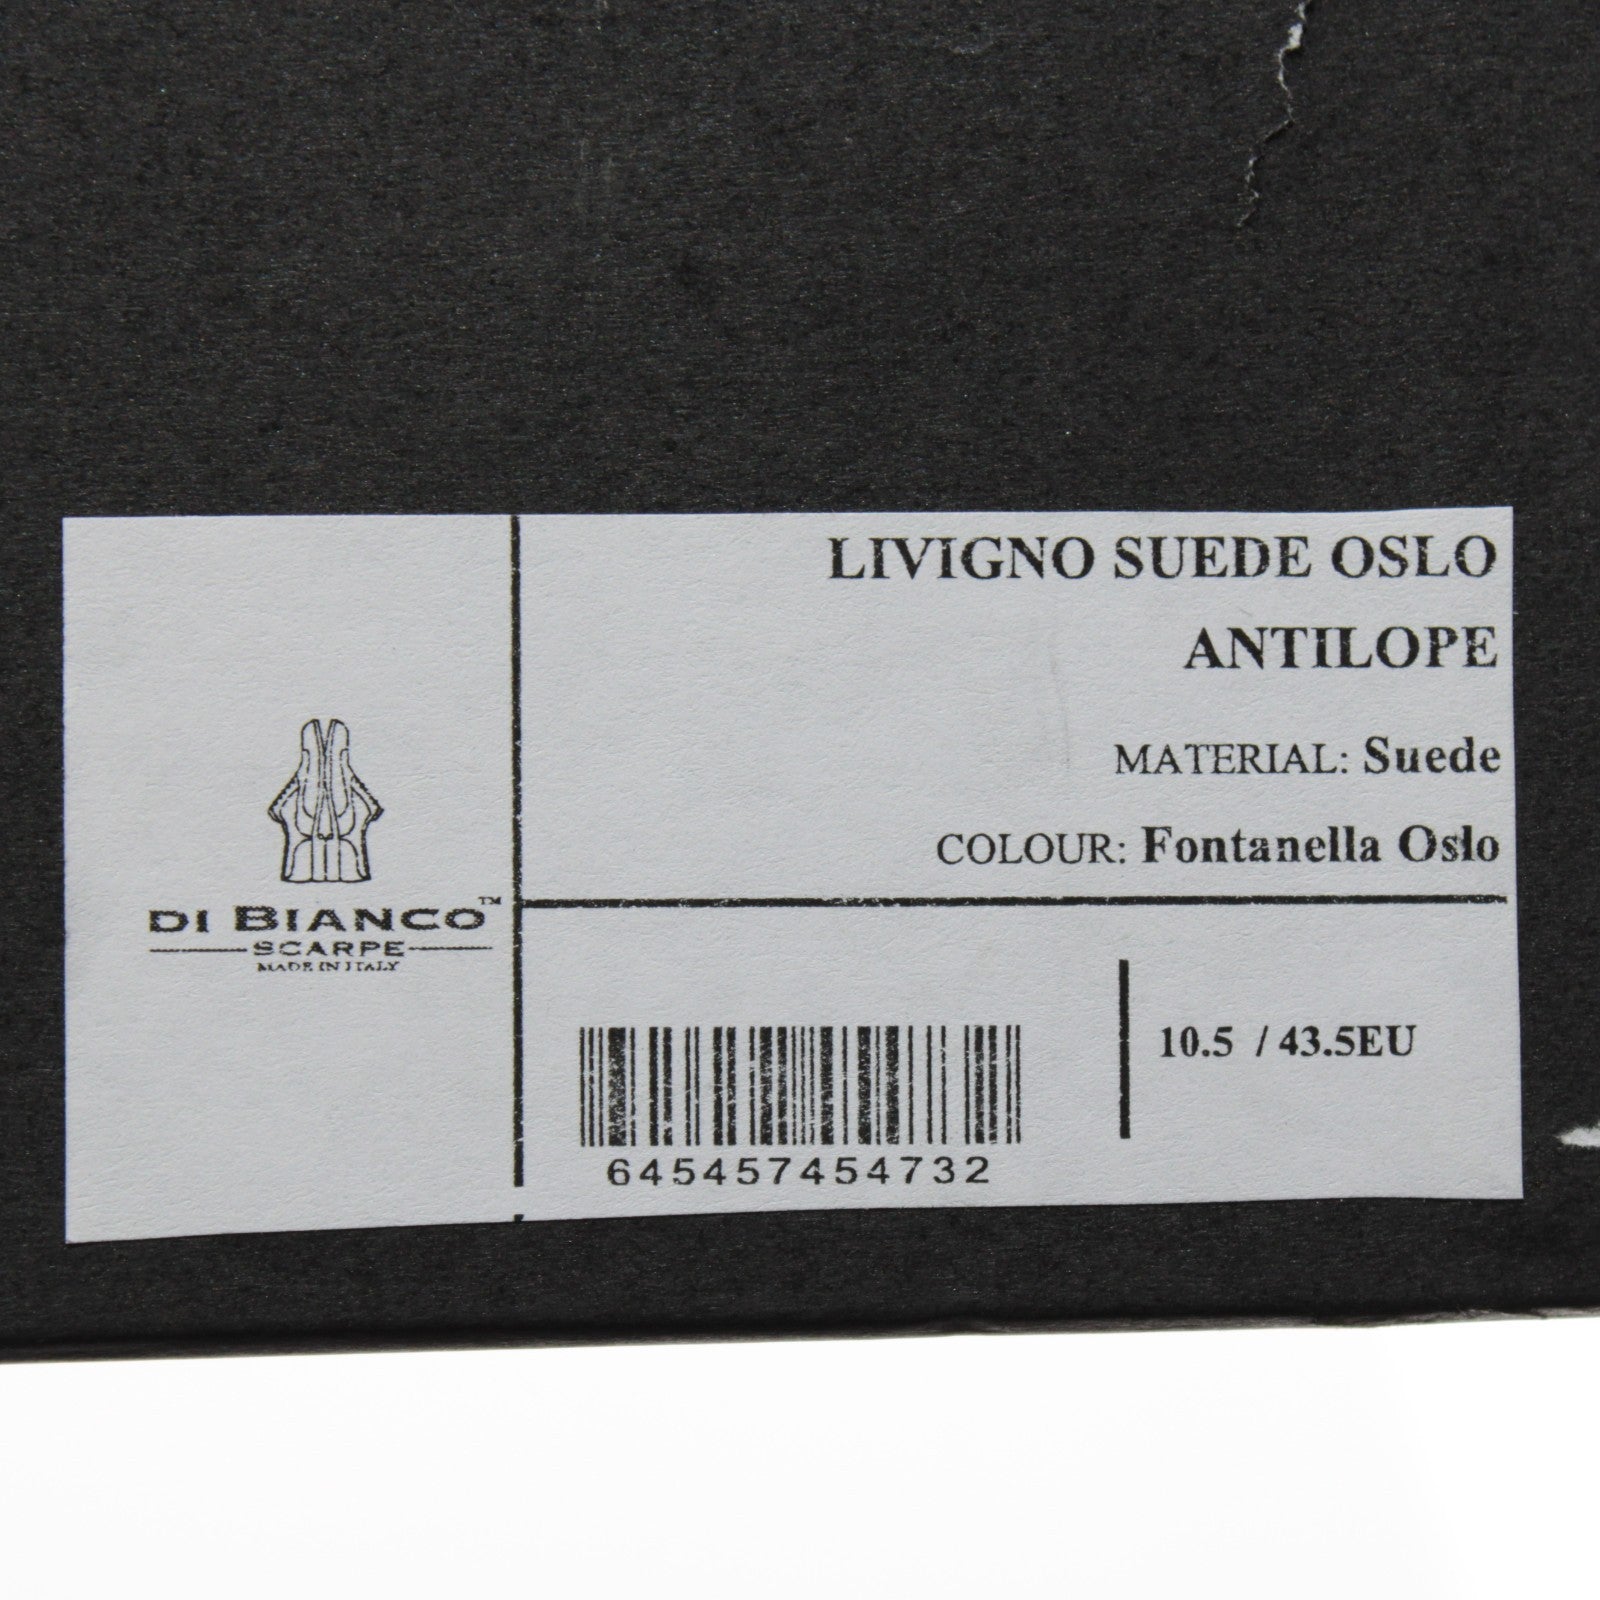 LIVIGNO SUEDE OSLO
ANTILOPE
MATERIAL: Suede
COLOUR: Fontanella Oslo
DI BIANCO™
SCARPE
MADE IN ITALY
10.5 / 43.5EU
645457454732